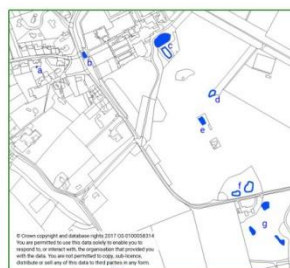 a
b
c
d
e
f
g
© Crown copyright and database rights 2017 OS 0100058314
You are permitted to use this data solely to enable you to
respond to, or interact with, the organisation that provided you
with the data. You are not permitted to copy, sub-licence,
distribute or sell any of this data to third parties in any form.